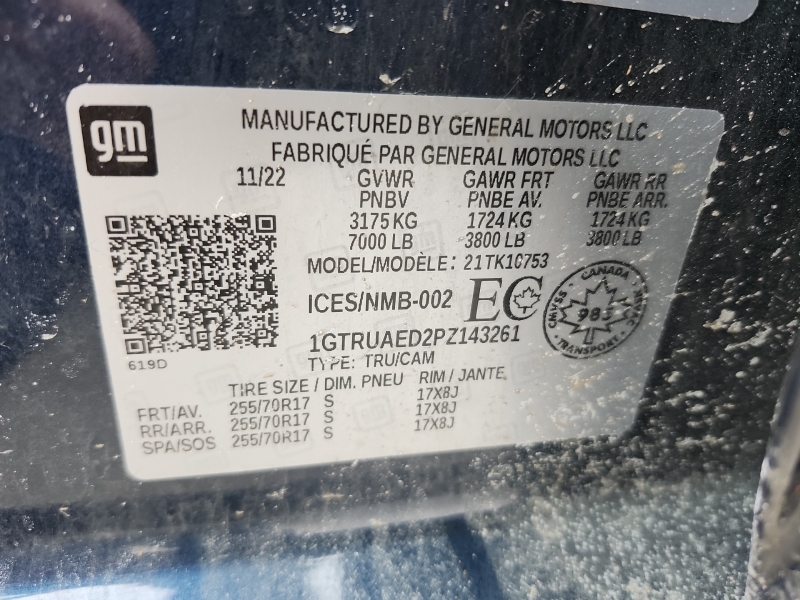 gm
MANUFACTURED BY GENERAL MOTORS LLC
FABRIQUÉ PAR GENERAL MOTORS LLC
11/22 GVWR GAWR FRT GAWR RR
PNBV PNBE AV. PNBE ARR.
3175 KG 1724 KG 1724 KG
7000 LB 3800 LB 3800 LB
MODEL/MODÈLE: 21TK10753
ICES/NMB-002 EC
CANADA
CMVSS 983 NSVAC
TRANSPORT
1GTRUAED2PZ143261
619D TYPE: TRU/CAM
TIRE SIZE / DIM. PNEU RIM / JANTE
FRT/AV. 255/70R17 S 17X8J
RR/ARR. 255/70R17 S 17X8J
SPA/SOS 255/70R17 S 17X8J